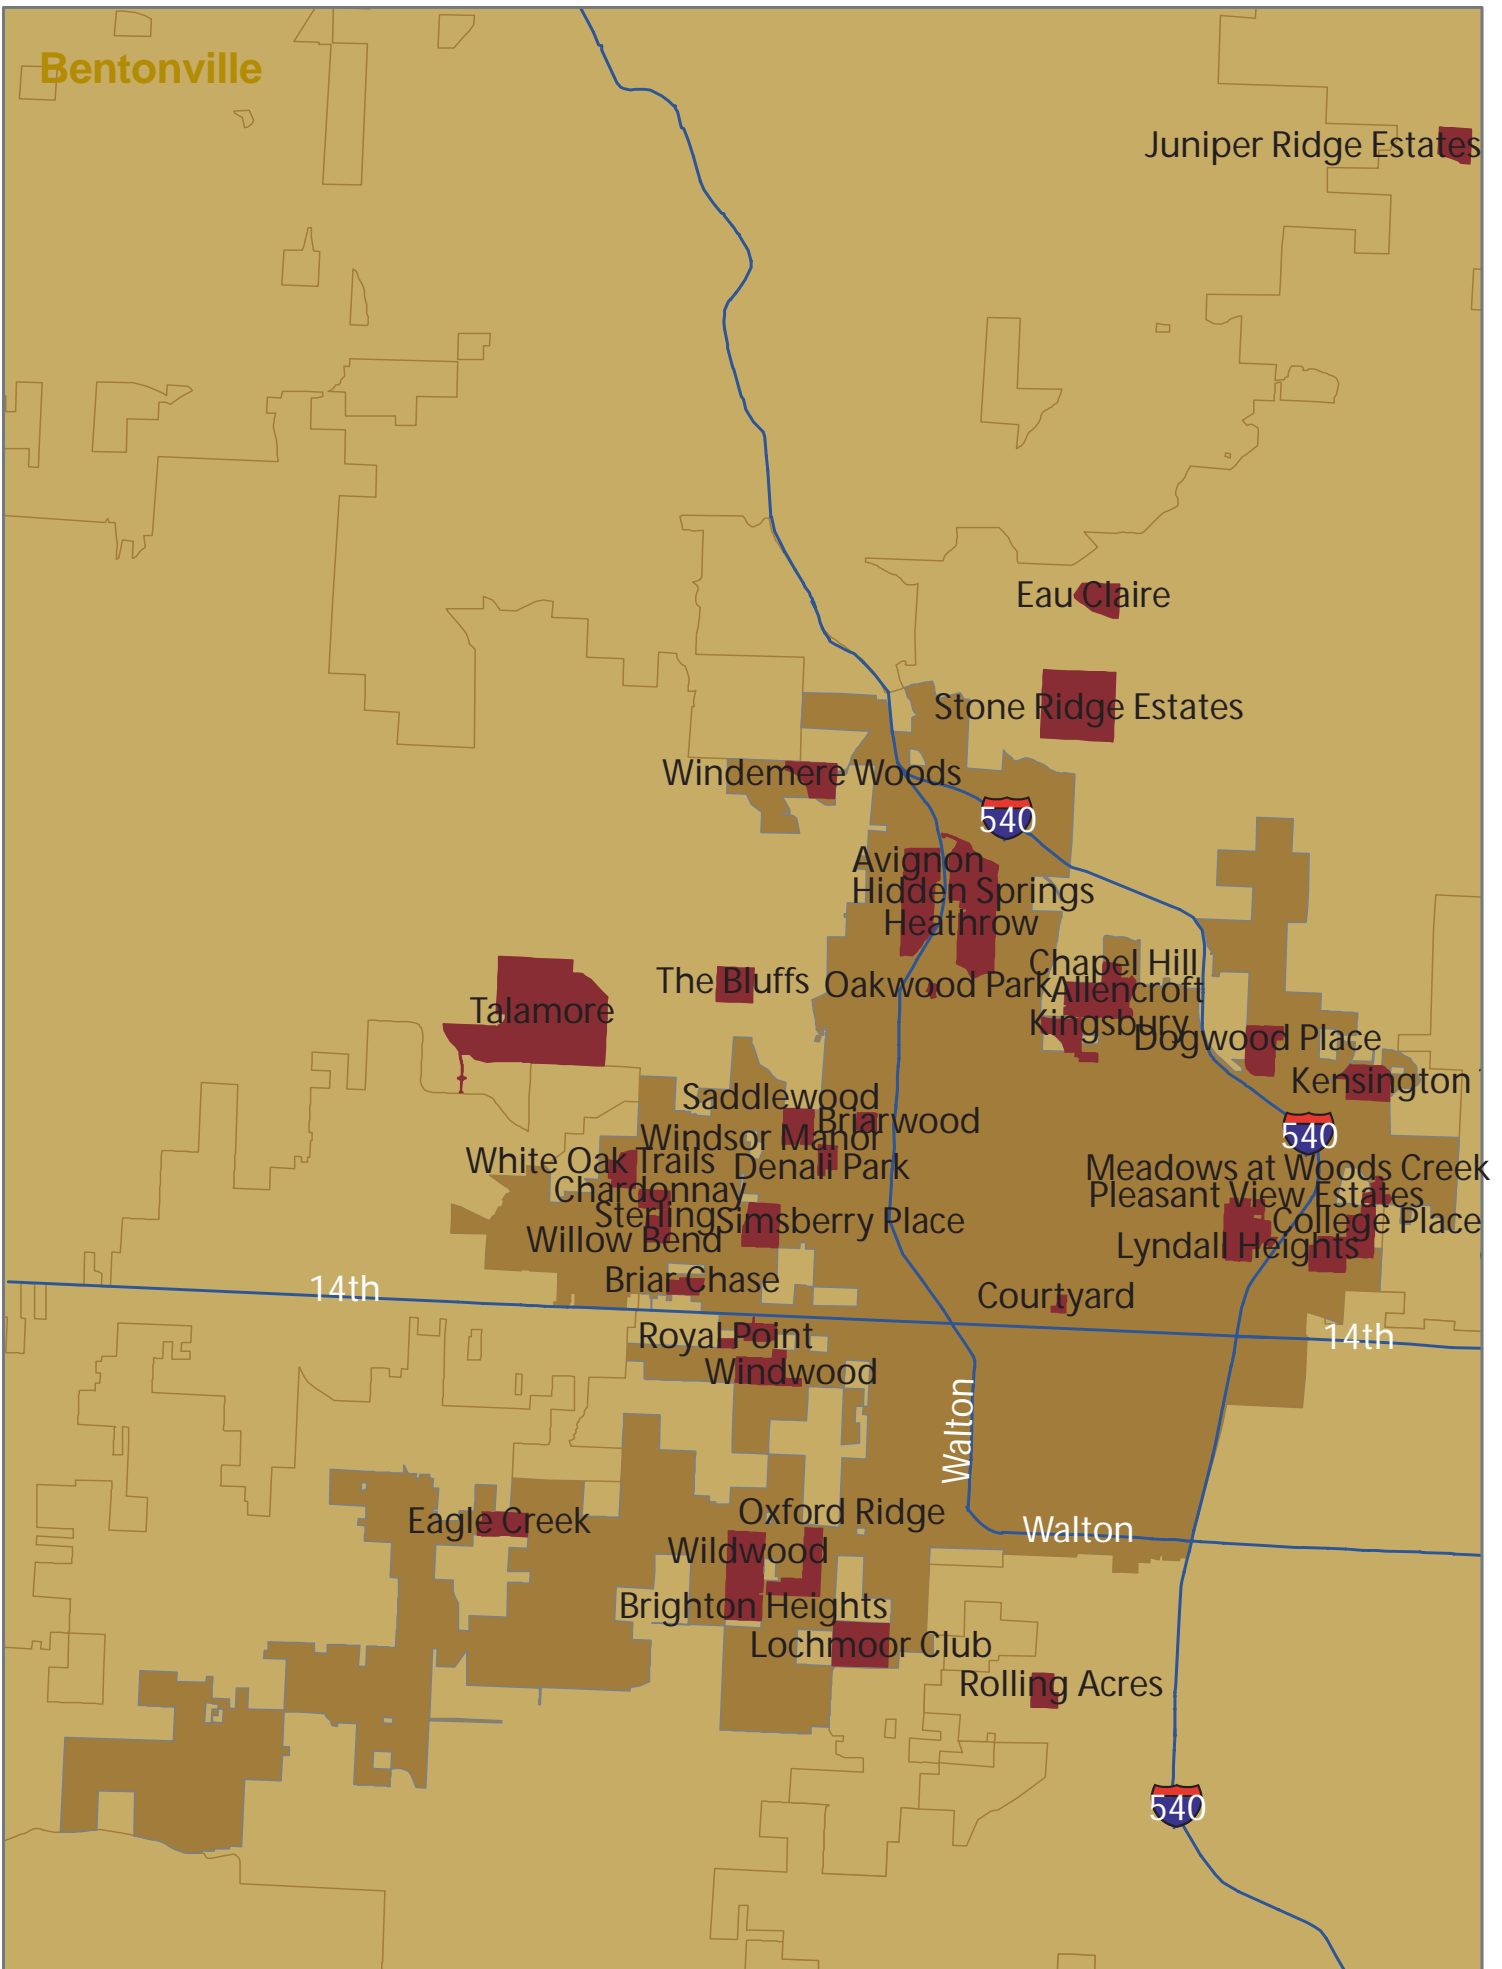 Bentonville
Juniper Ridge Estates
Eau Claire
Stone Ridge Estates
Windemere Woods
540
Avignon
Hidden Springs
Heathrow
Chapel Hill
The Bluffs
Oakwood Park
Allencroft
Talamore
Kingsbury
Dogwood Place
Kensington
Saddlewood
Briarwood
540
Windsor Manor
White Oak Trails
Denali Park
Meadows at Woods Creek
Chardonnay
Pleasant View Estates
Sterling
Simsberry Place
College Place
Willow Bend
Lyndall Heights
Briar Chase
14th
Courtyard
Royal Point
14th
Windwood
Walton
Oxford Ridge
Eagle Creek
Walton
Wildwood
Brighton Heights
Lochmoor Club
Rolling Acres
540